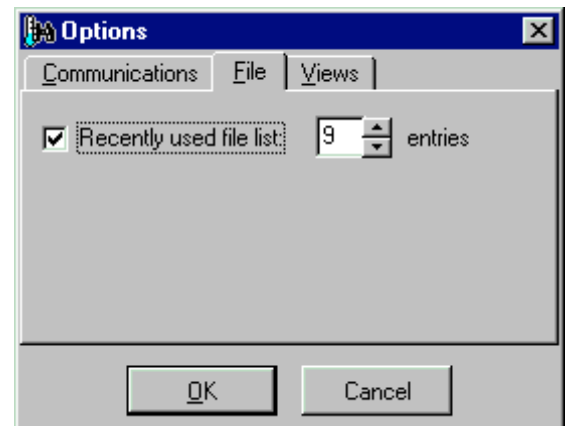 Options
Communications File Views
Recently used file list: 9 entries
OK Cancel